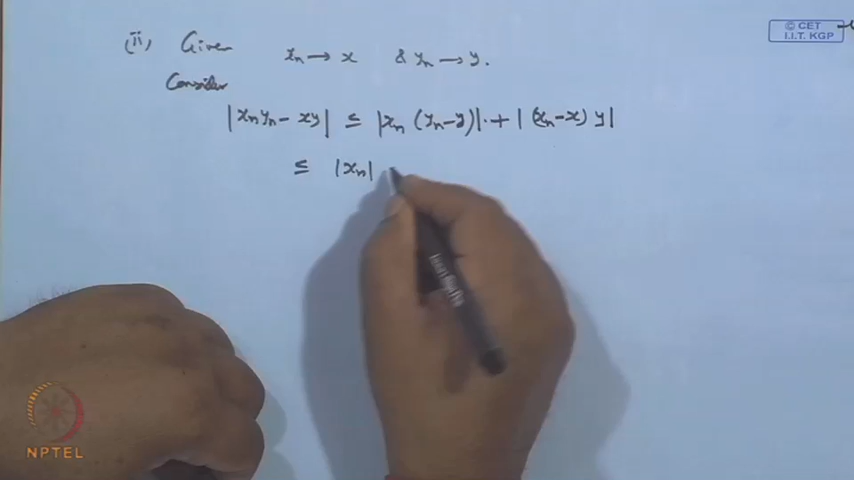 (ii) Given xn → x & yn → y.
Consider
|xnyn - xy| ≤ |xn (yn-y)| + | (xn-x) y|
≤ |xn|
© CET
I.I.T. KGP
NPTEL